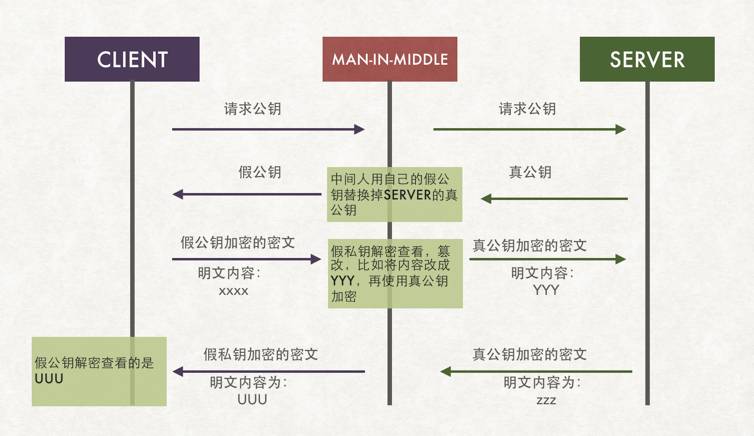 CLIENT
MAN-IN-MIDDLE
SERVER
请求公钥
请求公钥
假公钥
中间人用自己的假公
钥替换掉SERVER的真
公钥
真公钥
假公钥加密的密文
明文内容：
xxxx
假私钥解密查看，篡
改，比如将内容改成
YYY，再使用真公钥
加密
真公钥加密的密文
明文内容：
YYY
假公钥解密查看的是
UUU
假私钥加密的密文
明文内容为：
UUU
真公钥加密的密文
明文内容为：
zzz